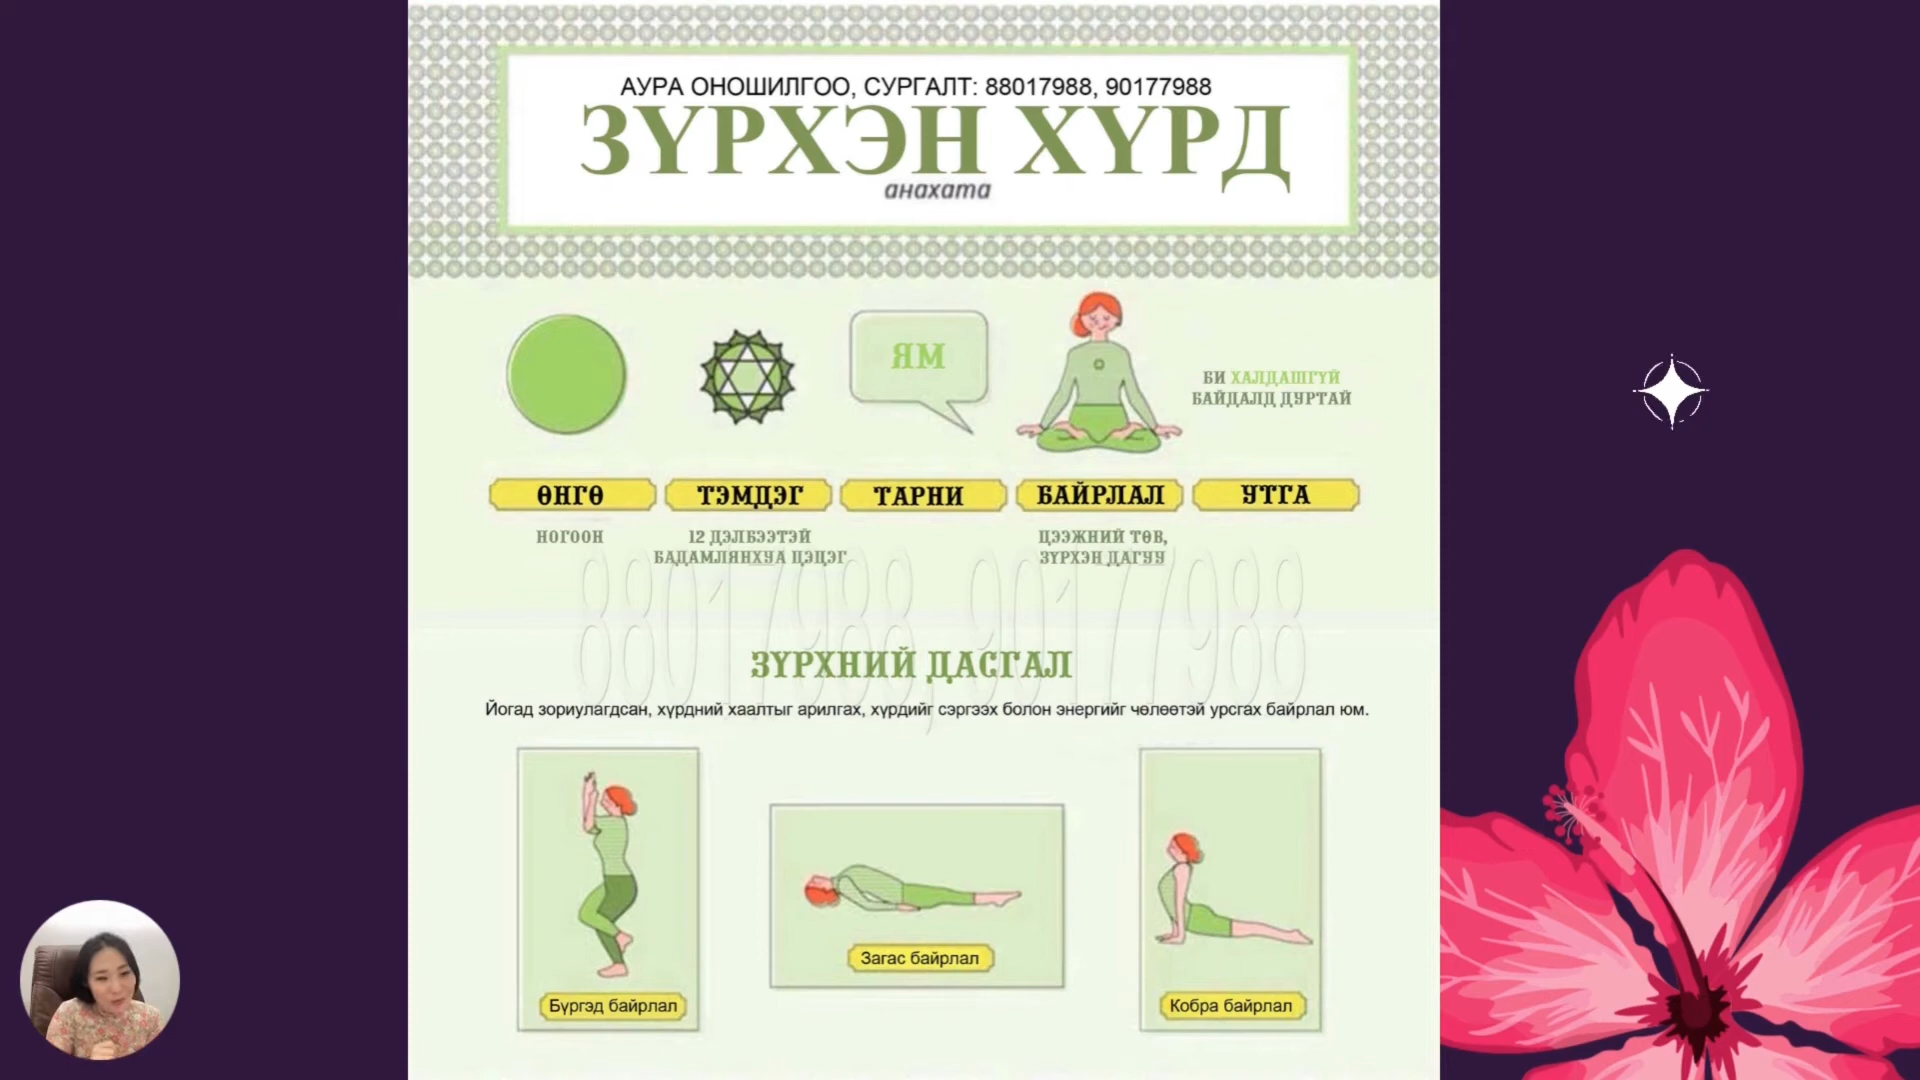 АУРА ОНОШИЛГОО, СУРГАЛТ: 88017988, 90177988
ЗҮРХЭН ХҮРД
анахата
ЯМ
БИ ХАЛДАШГҮЙ
БАЙДАЛД ДУРТАЙ
ӨНГӨ
ТЭМДЭГ
ТАРНИ
БАЙРЛАЛ
УТГА
НОГООН
12 ДЭЛБЭЭТЭЙ
БАДАМЛЯНХУА ЦЭЦЭГ
ЦЭЭЖНИЙ ТӨВ,
ЗҮРХЭН ДАГУУ
88017988, 90177988
ЗҮРХНИЙ ДАСГАЛ
Йогад зориулагдсан, хүрдний хаалтыг арилгах, хүрдийг сэргээх болон энергийг чөлөөтэй урсгах байрлал юм.
Бүргэд байрлал
Загас байрлал
Кобра байрлал